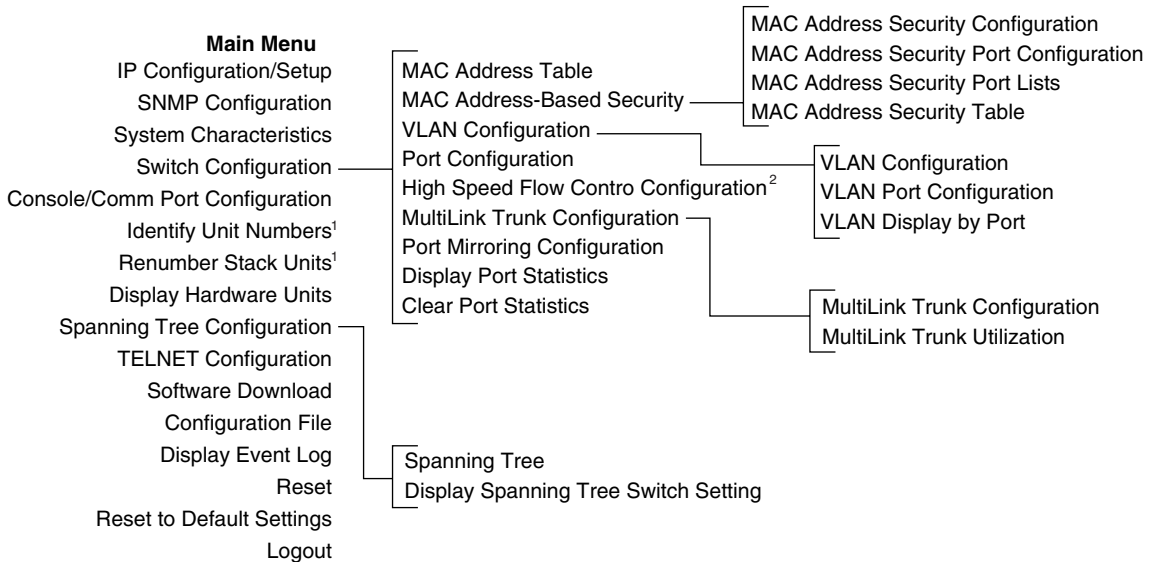 Main Menu
IP Configuration/Setup
SNMP Configuration
System Characteristics
Switch Configuration
Console/Comm Port Configuration
Identify Unit Numbers¹
Renumber Stack Units¹
Display Hardware Units
Spanning Tree Configuration
TELNET Configuration
Software Download
Configuration File
Display Event Log
Reset
Reset to Default Settings
Logout
MAC Address Table
MAC Address-Based Security
VLAN Configuration
Port Configuration
High Speed Flow Contro Configuration²
MultiLink Trunk Configuration
Port Mirroring Configuration
Display Port Statistics
Clear Port Statistics
Spanning Tree
Display Spanning Tree Switch Setting
MAC Address Security Configuration
MAC Address Security Port Configuration
MAC Address Security Port Lists
MAC Address Security Table
VLAN Configuration
VLAN Port Configuration
VLAN Display by Port
MultiLink Trunk Configuration
MultiLink Trunk Utilization